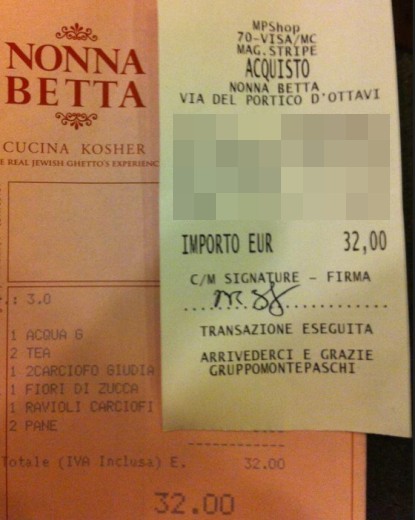 NONNA
BETTA
CUCINA KOSHER
E REAL JEWISH GHETTO'S EXPERIENC
: 3.0
1 ACQUA G
2 TEA
1 2CARCIOFO GIUDIA
1 FIORI DI ZUCCA
1 RAVIOLI CARCIOFI
2 PANE
Totale (IVA Inclusa) E. 32.00
32.00
MPShop
70-VISA/MC
MAG.STRIPE
ACQUISTO
NONNA BETTA
VIA DEL PORTICO D'OTTAVI
IMPORTO EUR 32,00
C/M SIGNATURE - FIRMA
TRANSAZIONE ESEGUITA
ARRIVEDERCI E GRAZIE
GRUPPOMONTEPASCHI